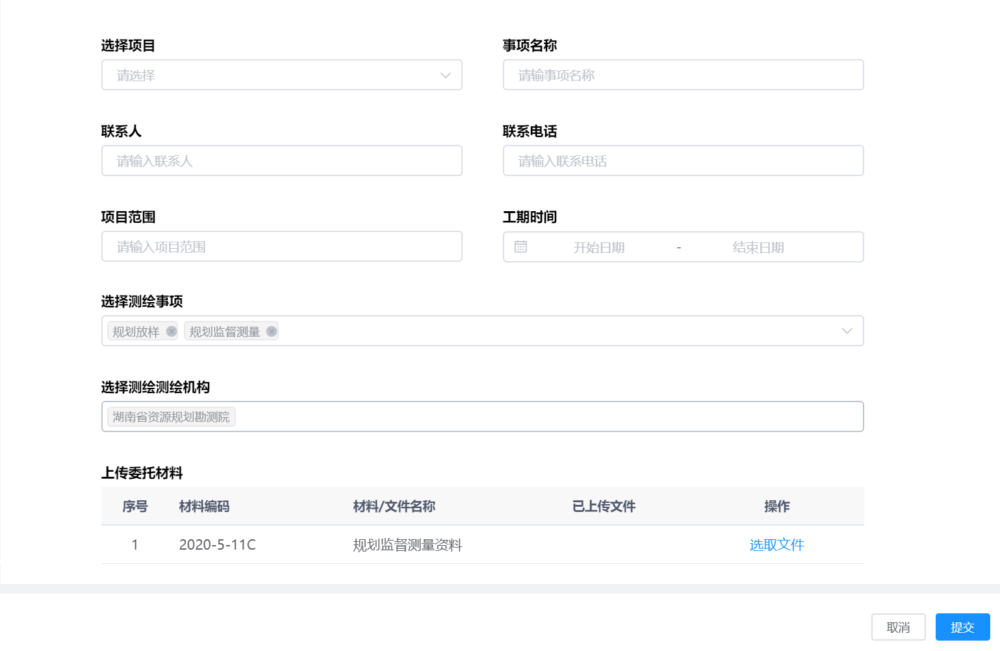 选择项目 事项名称
请选择 请输事项名称
联系人 联系电话
请输入联系人 请输入联系电话
项目范围 工期时间
请输入项目范围 开始日期 - 结束日期
选择测绘事项
规划放样 规划监督测量
选择测绘测绘机构
湖南省资源规划勘测院
上传委托材料
序号 材料编码 材料/文件名称 已上传文件 操作
1 2020-5-11C 规划监督测量资料 选取文件
取消 提交